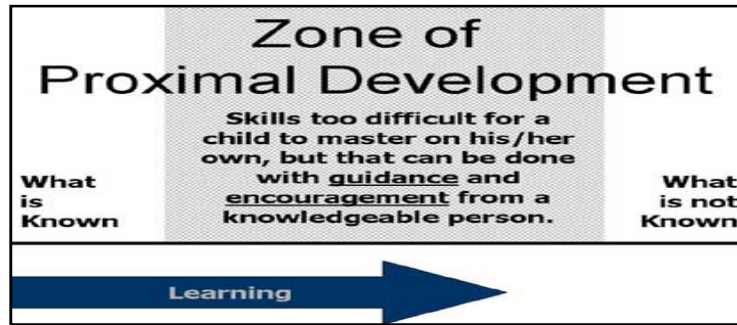 Zone of
Proximal Development
Skills too difficult for a
child to master on his/her
own, but that can be done
with guidance and
encouragement from a
knowledgeable person.
What
is
Known
What
is not
Known
Learning